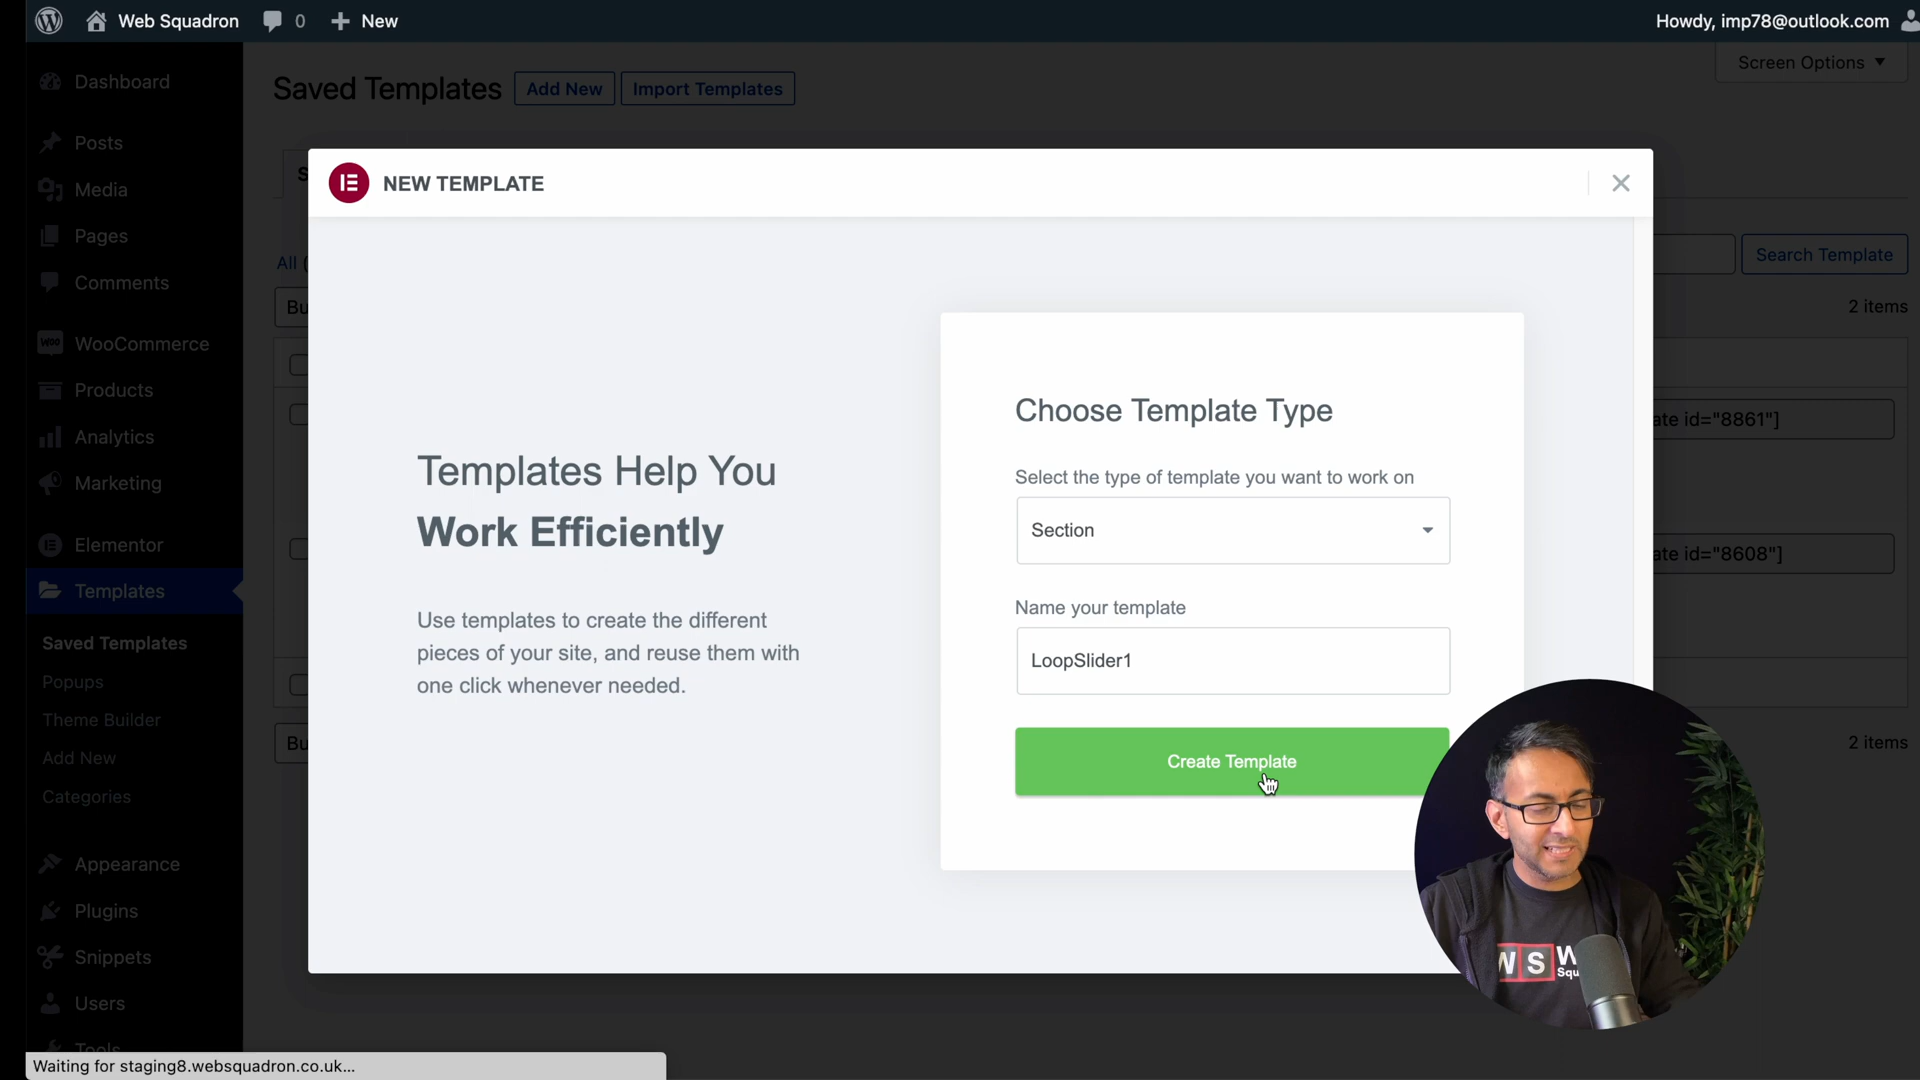 Web Squadron
0
New
Howdy, imp78@outlook.com
Dashboard
Posts
Media
Pages
Comments
WooCommerce
Products
Analytics
Marketing
Elementor
Templates
Saved Templates
Popups
Theme Builder
Add New
Categories
Appearance
Plugins
Snippets
Users
Tools
Saved Templates
Add New
Import Templates
Screen Options
All (
Search Template
Bu
2 items
ate id="8861"]
ate id="8608"]
Bu
2 items
NEW TEMPLATE
Templates Help You
Work Efficiently
Use templates to create the different
pieces of your site, and reuse them with
one click whenever needed.
Choose Template Type
Select the type of template you want to work on
Section
Name your template
LoopSlider1
Create Template
W S W
Squ
Waiting for staging8.websquadron.co.uk...